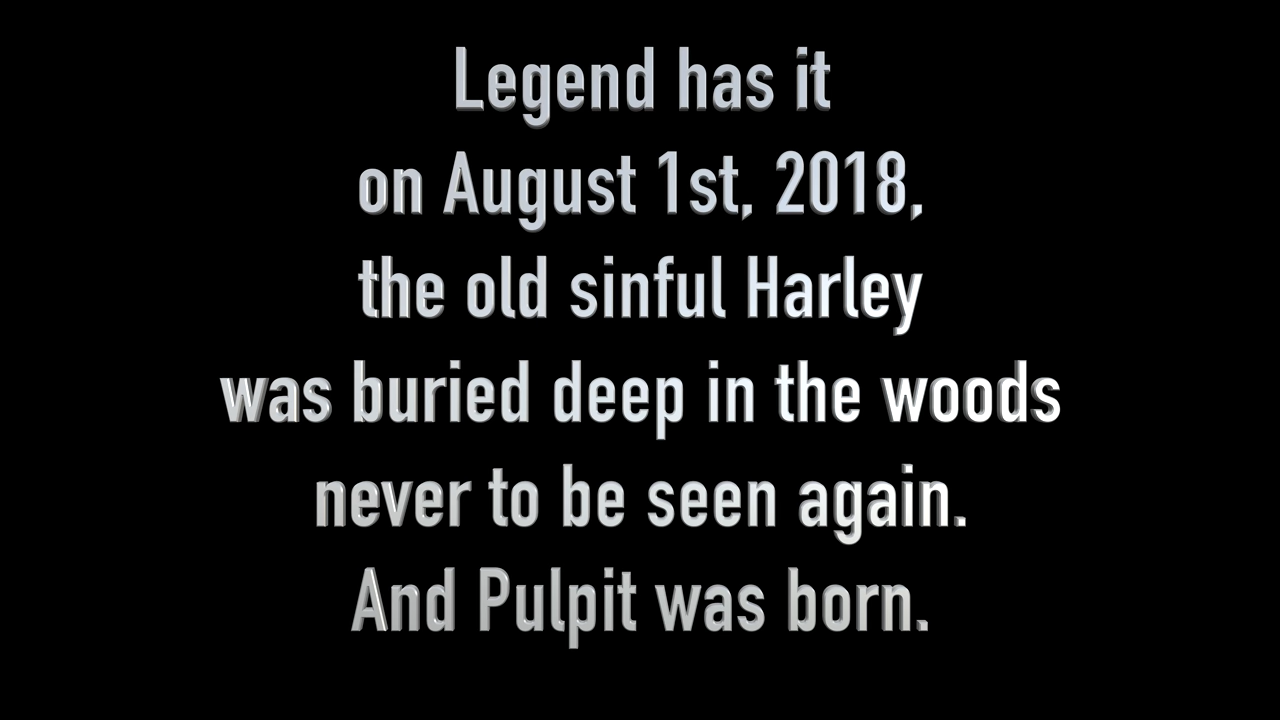 Legend has it
on August 1st, 2018,
the old sinful Harley
was buried deep in the woods
never to be seen again.
And Pulpit was born.